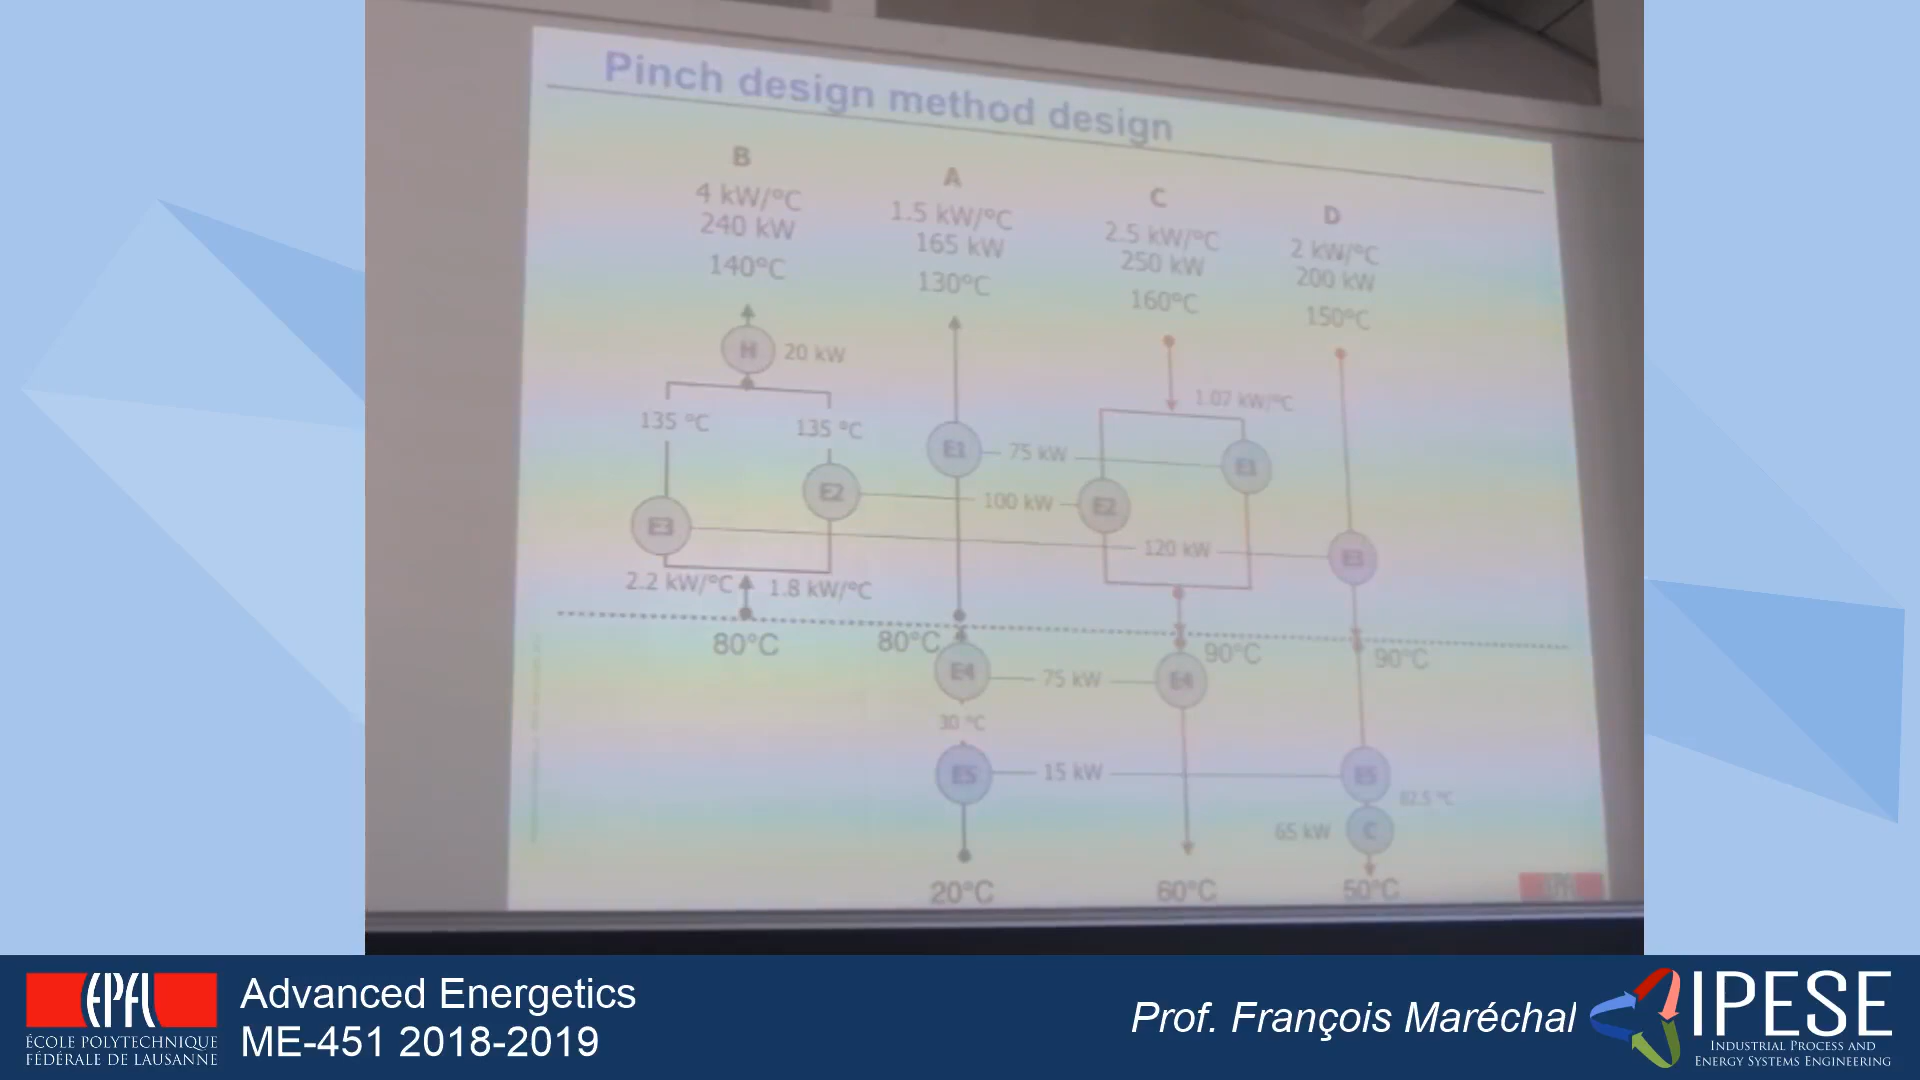 Pinch design method design
B
4 kW/°C
240 kW
140°C
A
1.5 kW/°C
165 kW
130°C
C
2.5 kW/°C
250 kW
160°C
D
2 kW/°C
200 kW
150°C
H
20 kW
135 °C
135 °C
1.07 kW/°C
E1
75 kW
E1
E2
100 kW
E2
E3
120 kW
E3
2.2 kW/°C
1.8 kW/°C
80°C
80°C
90°C
90°C
E4
75 kW
E4
30 °C
E5
15 kW
E5
82.5 °C
65 kW
C
20°C
60°C
50°C
EPFL
ÉCOLE POLYTECHNIQUE
FÉDÉRALE DE LAUSANNE
Advanced Energetics
ME-451 2018-2019
Prof. François Maréchal
IPESE
INDUSTRIAL PROCESS AND
ENERGY SYSTEMS ENGINEERING